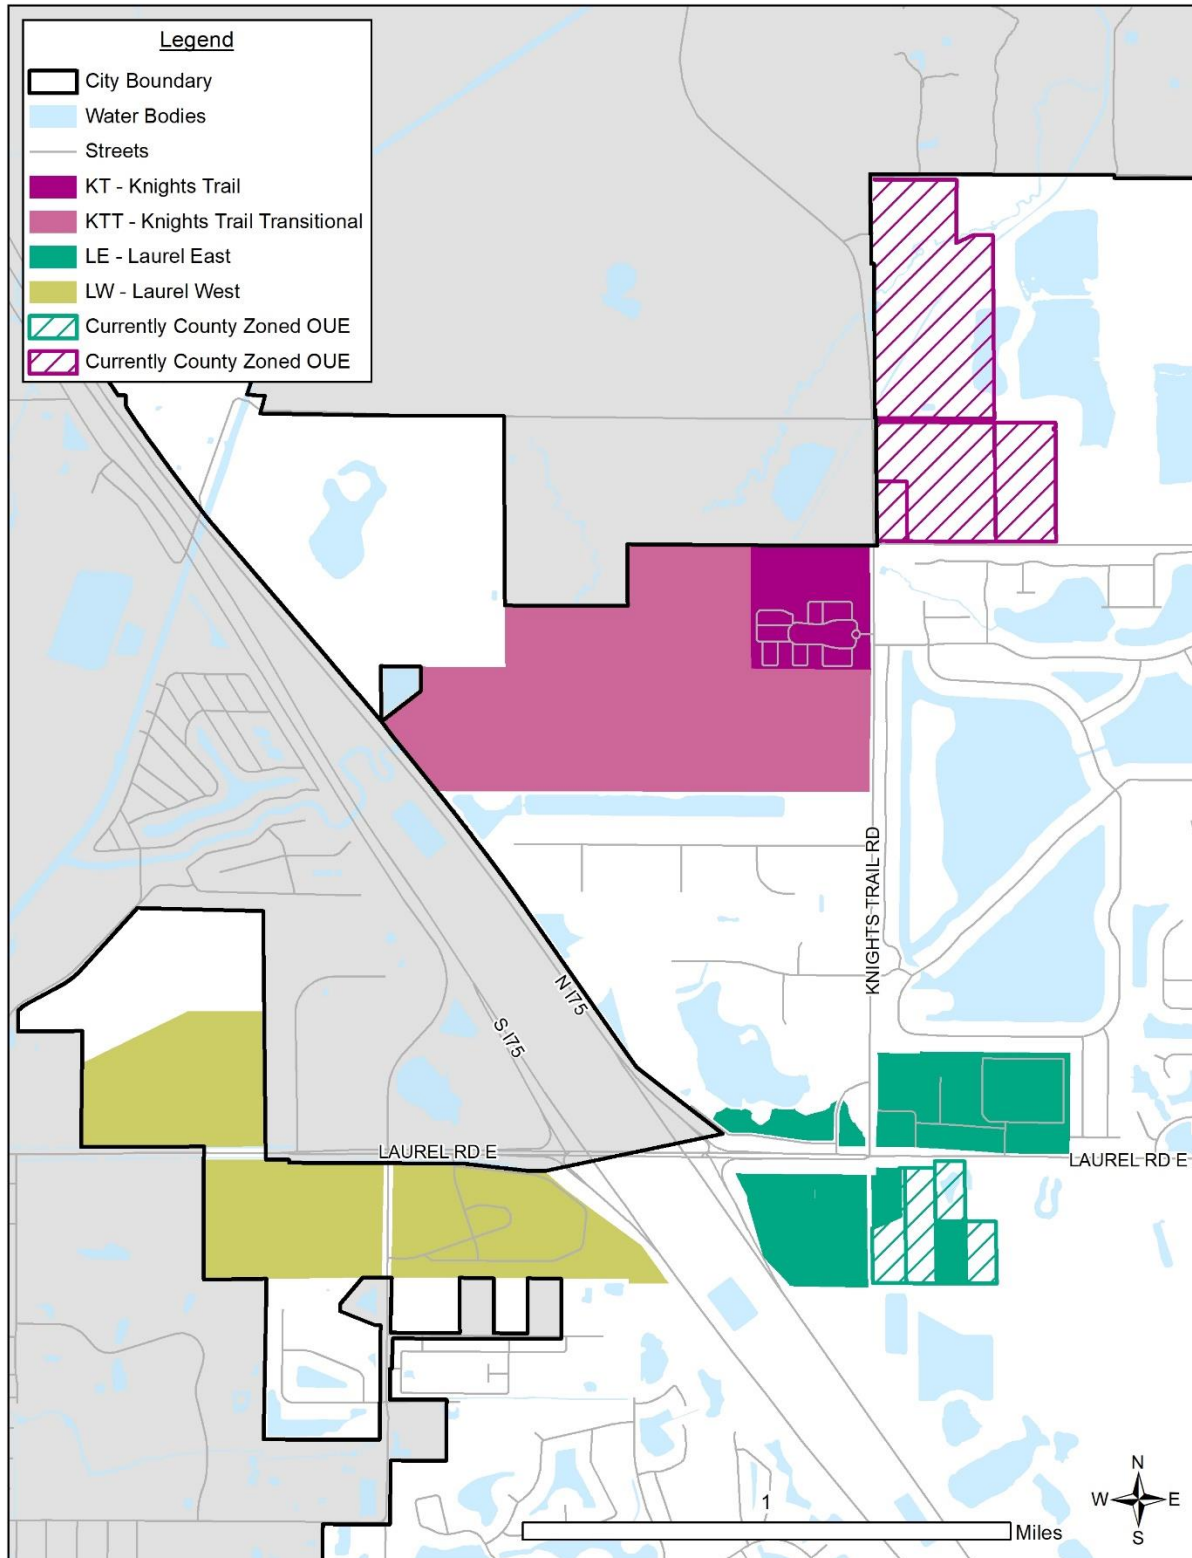 Legend
City Boundary
Water Bodies
Streets
KT - Knights Trail
KTT - Knights Trail Transitional
LE - Laurel East
LW - Laurel West
Currently County Zoned OUE
Currently County Zoned OUE
KNIGHTS TRAIL RD
N I75
S I75
LAUREL RD E
LAUREL RD E
N
W E
S
1
Miles